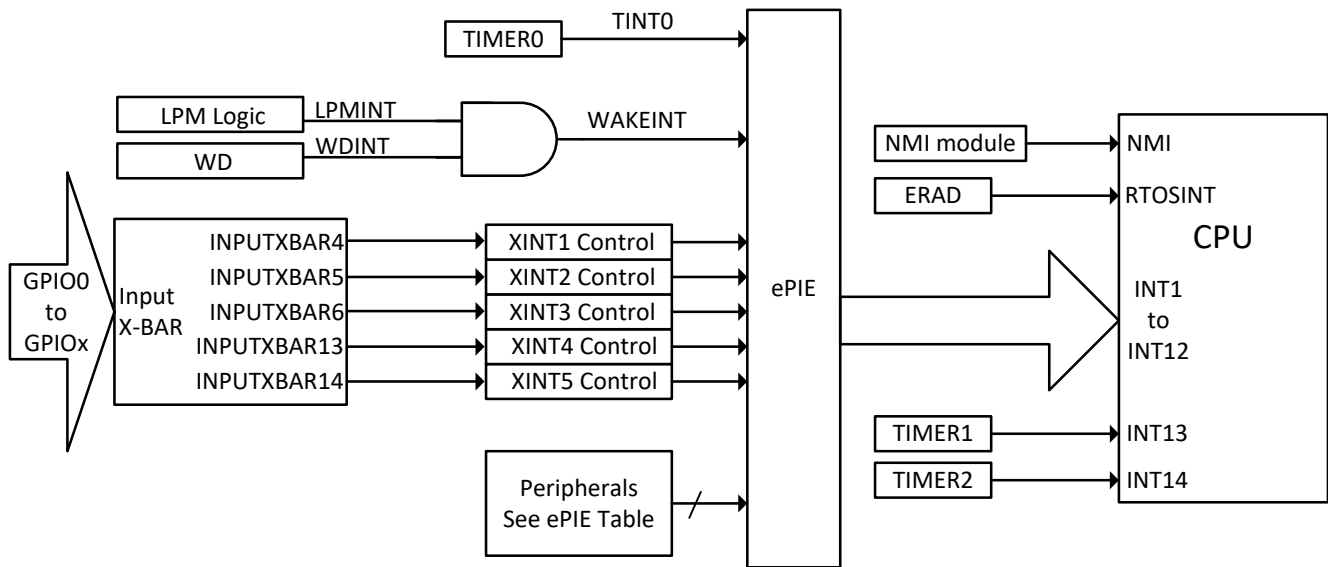 TINT0
TIMER0
LPM Logic
LPMINT
WAKEINT
WD
WDINT
NMI module
NMI
ERAD
RTOSINT
CPU
GPIO0
to
GPIOx
Input
X-BAR
INPUTXBAR4
INPUTXBAR5
INPUTXBAR6
INPUTXBAR13
INPUTXBAR14
XINT1 Control
XINT2 Control
XINT3 Control
XINT4 Control
XINT5 Control
ePIE
INT1
to
INT12
TIMER1
INT13
TIMER2
INT14
Peripherals
See ePIE Table